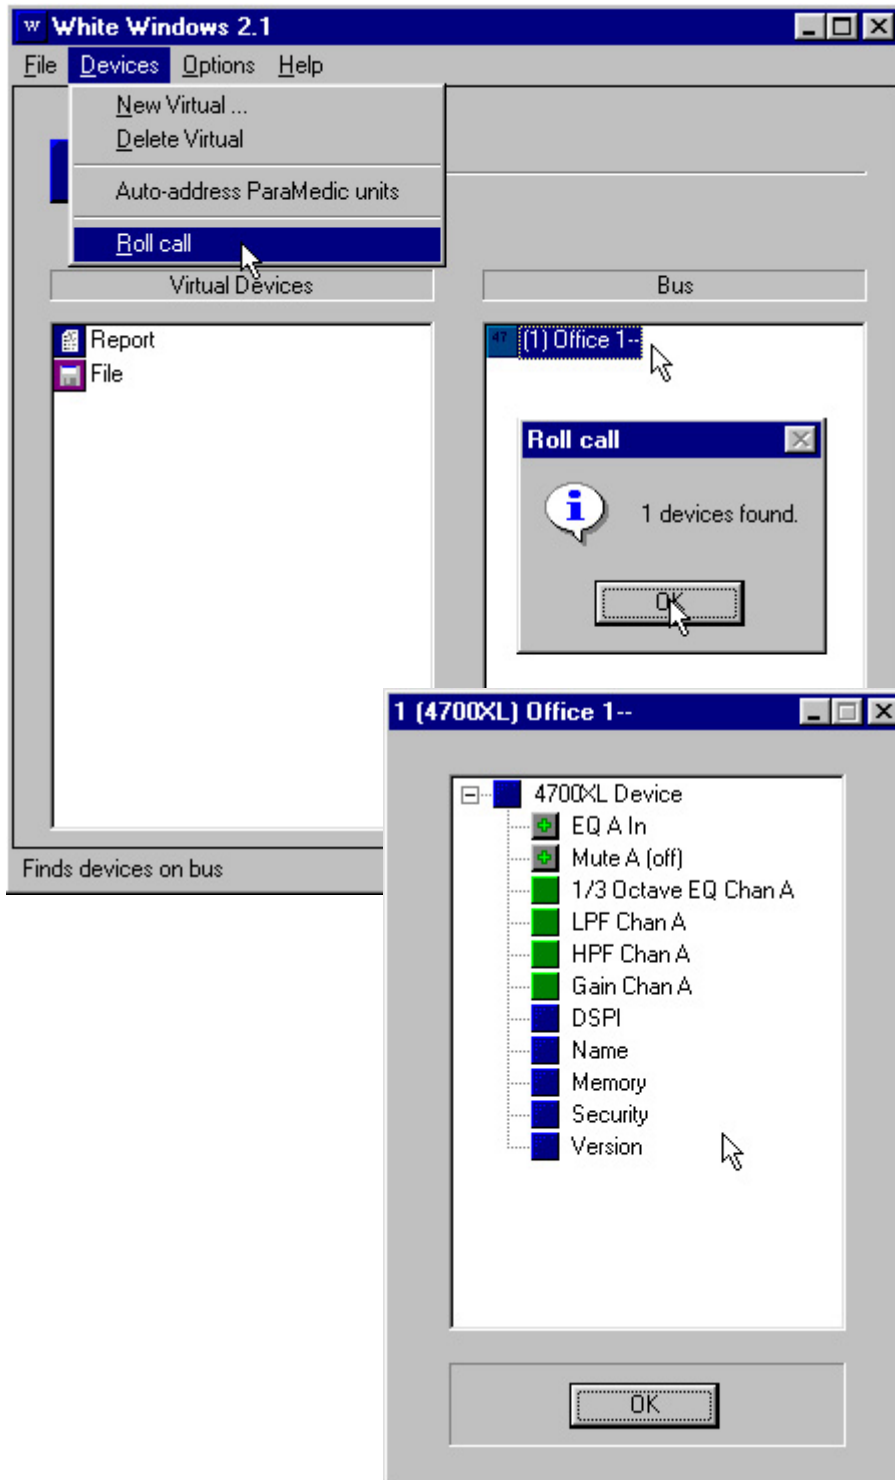 w White Windows 2.1
File Devices Options Help
New Virtual ...
Delete Virtual
Auto-address ParaMedic units
Roll call
Virtual Devices
Bus
Report
File
47 (1) Office 1--
Roll call
1 devices found.
OK
Finds devices on bus
1 (4700XL) Office 1--
4700XL Device
EQ A In
Mute A (off)
1/3 Octave EQ Chan A
LPF Chan A
HPF Chan A
Gain Chan A
DSPI
Name
Memory
Security
Version
OK